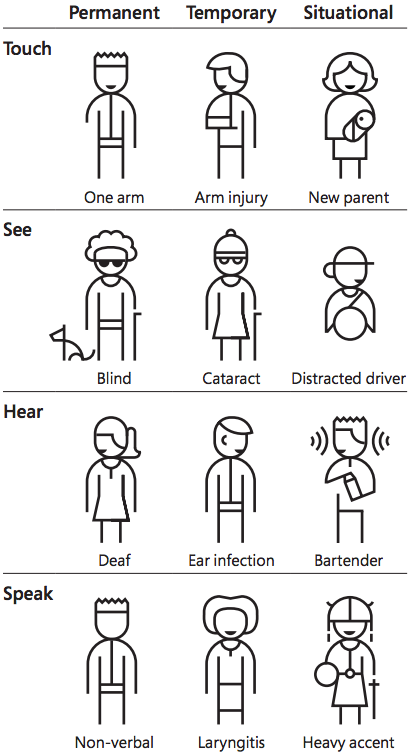 Permanent Temporary Situational
Touch
One arm Arm injury New parent
See
Blind Cataract Distracted driver
Hear
Deaf Ear infection Bartender
Speak
Non-verbal Laryngitis Heavy accent